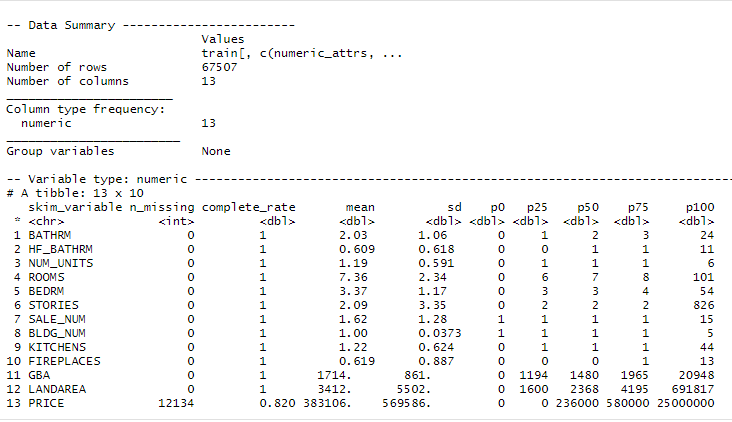 -- Data Summary ------------------------
                           Values
Name                       train[, c(numeric_attrs, ...
Number of rows             67507
Number of columns          13
_______________________
Column type frequency:
  numeric                  13
________________________
Group variables            None

-- Variable type: numeric ------------------------------------------------------------------------
# A tibble: 13 x 10
   skim_variable n_missing complete_rate       mean         sd    p0   p25    p50    p75     p100
 * <chr>             <int>         <dbl>      <dbl>      <dbl> <dbl> <dbl>  <dbl>  <dbl>    <dbl>
 1 BATHRM                0         1          2.03      1.06       0     1      2      3       24
 2 HF_BATHRM             0         1          0.609     0.618      0     0      1      1       11
 3 NUM_UNITS             0         1          1.19      0.591      0     1      1      1        6
 4 ROOMS                 0         1          7.36      2.34       0     6      7      8      101
 5 BEDRM                 0         1          3.37      1.17       0     3      3      4       54
 6 STORIES               0         1          2.09      3.35       0     2      2      2      826
 7 SALE_NUM              0         1          1.62      1.28       1     1      1      1       15
 8 BLDG_NUM              0         1          1.00      0.0373     1     1      1      1        5
 9 KITCHENS              0         1          1.22      0.624      0     1      1      1       44
10 FIREPLACES            0         1          0.619     0.887      0     0      0      1       13
11 GBA                   0         1       1714.      861.         0  1194   1480   1965    20948
12 LANDAREA              0         1       3412.     5502.         0  1600   2368   4195   691817
13 PRICE             12134         0.820 383106.   569586.         0     0 236000 580000 25000000